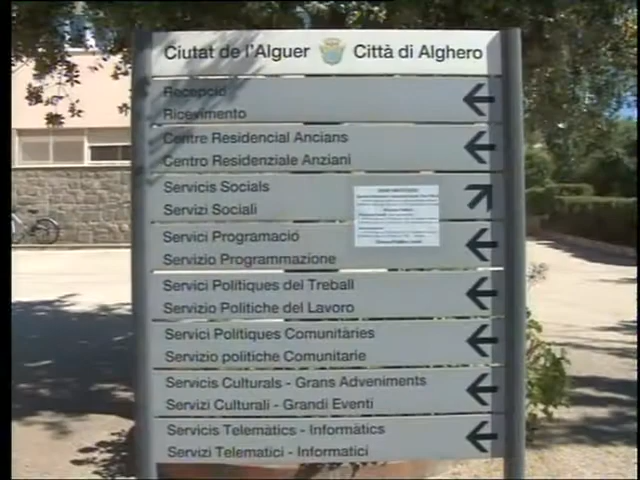 Ciutat de l'Alguer Città di Alghero
Recepció
Ricevimento
Centre Residencial Ancians
Centro Residenziale Anziani
Servicis Socials
Servizi Sociali
Servici Programació
Servizio Programmazione
Servici Polítiques del Treball
Servizio Politiche del Lavoro
Servici Polítiques Comunitàries
Servizio politiche Comunitarie
Servicis Culturals - Grans Adveniments
Servizi Culturali - Grandi Eventi
Servicis Telemàtics - Informàtics
Servizi Telematici - Informatici